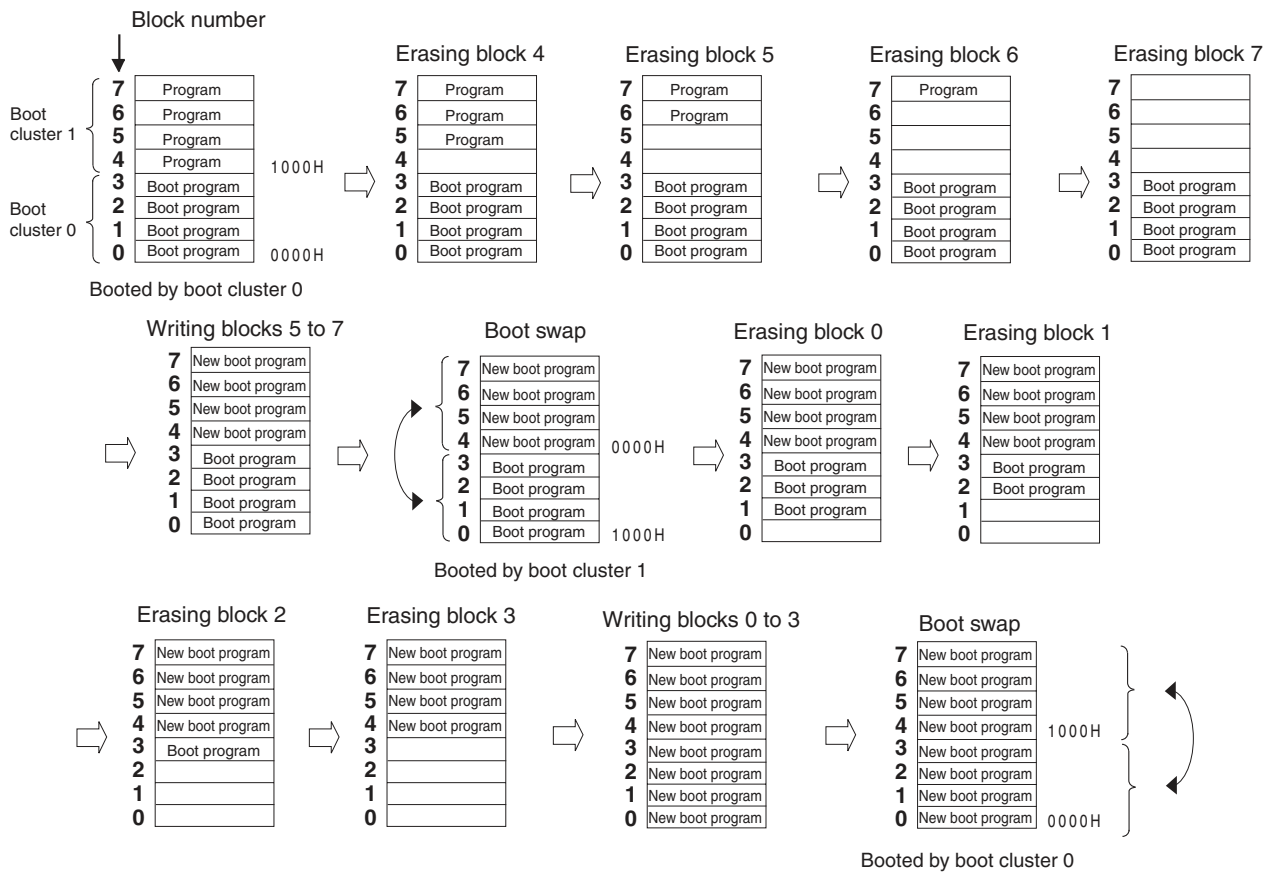 Block number
Erasing block 4
Erasing block 5
Erasing block 6
Erasing block 7
Boot
cluster 1
Boot
cluster 0
7 Program
6 Program
5 Program
4 Program
1000H
3 Boot program
2 Boot program
1 Boot program
0 Boot program
0000H
Booted by boot cluster 0
7 Program
6 Program
5 Program
4
3 Boot program
2 Boot program
1 Boot program
0 Boot program
7 Program
6 Program
5
4
3 Boot program
2 Boot program
1 Boot program
0 Boot program
7 Program
6
5
4
3 Boot program
2 Boot program
1 Boot program
0 Boot program
7
6
5
4
3 Boot program
2 Boot program
1 Boot program
0 Boot program
Writing blocks 5 to 7
7 New boot program
6 New boot program
5 New boot program
4 New boot program
3 Boot program
2 Boot program
1 Boot program
0 Boot program
Boot swap
7 New boot program
6 New boot program
5 New boot program
4 New boot program
0000H
3 Boot program
2 Boot program
1 Boot program
0 Boot program
1000H
Booted by boot cluster 1
Erasing block 0
7 New boot program
6 New boot program
5 New boot program
4 New boot program
3 Boot program
2 Boot program
1 Boot program
0
Erasing block 1
7 New boot program
6 New boot program
5 New boot program
4 New boot program
3 Boot program
2 Boot program
1
0
Erasing block 2
7 New boot program
6 New boot program
5 New boot program
4 New boot program
3 Boot program
2
1
0
Erasing block 3
7 New boot program
6 New boot program
5 New boot program
4 New boot program
3
2
1
0
Writing blocks 0 to 3
7 New boot program
6 New boot program
5 New boot program
4 New boot program
3 New boot program
2 New boot program
1 New boot program
0 New boot program
Boot swap
7 New boot program
6 New boot program
5 New boot program
4 New boot program
1000H
3 New boot program
2 New boot program
1 New boot program
0 New boot program
0000H
Booted by boot cluster 0